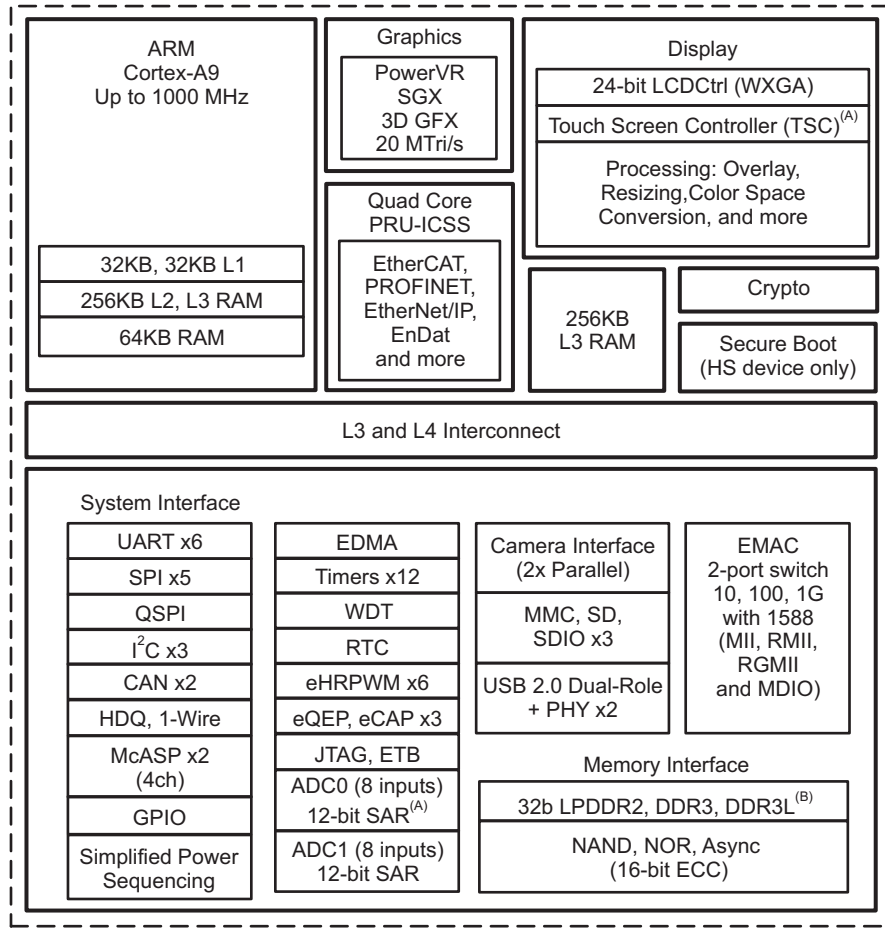 ARM
Cortex-A9
Up to 1000 MHz
32KB, 32KB L1
256KB L2, L3 RAM
64KB RAM
Graphics
PowerVR
SGX
3D GFX
20 MTri/s
Quad Core
PRU-ICSS
EtherCAT,
PROFINET,
EtherNet/IP,
EnDat
and more
Display
24-bit LCDCtrl (WXGA)
Touch Screen Controller (TSC)(A)
Processing: Overlay,
Resizing,Color Space
Conversion, and more
256KB
L3 RAM
Crypto
Secure Boot
(HS device only)
L3 and L4 Interconnect
System Interface
UART x6
SPI x5
QSPI
I2C x3
CAN x2
HDQ, 1-Wire
McASP x2
(4ch)
GPIO
Simplified Power
Sequencing
EDMA
Timers x12
WDT
RTC
eHRPWM x6
eQEP, eCAP x3
JTAG, ETB
ADC0 (8 inputs)
12-bit SAR(A)
ADC1 (8 inputs)
12-bit SAR
Camera Interface
(2x Parallel)
MMC, SD,
SDIO x3
USB 2.0 Dual-Role
+ PHY x2
EMAC
2-port switch
10, 100, 1G
with 1588
(MII, RMII,
RGMII
and MDIO)
Memory Interface
32b LPDDR2, DDR3, DDR3L(B)
NAND, NOR, Async
(16-bit ECC)